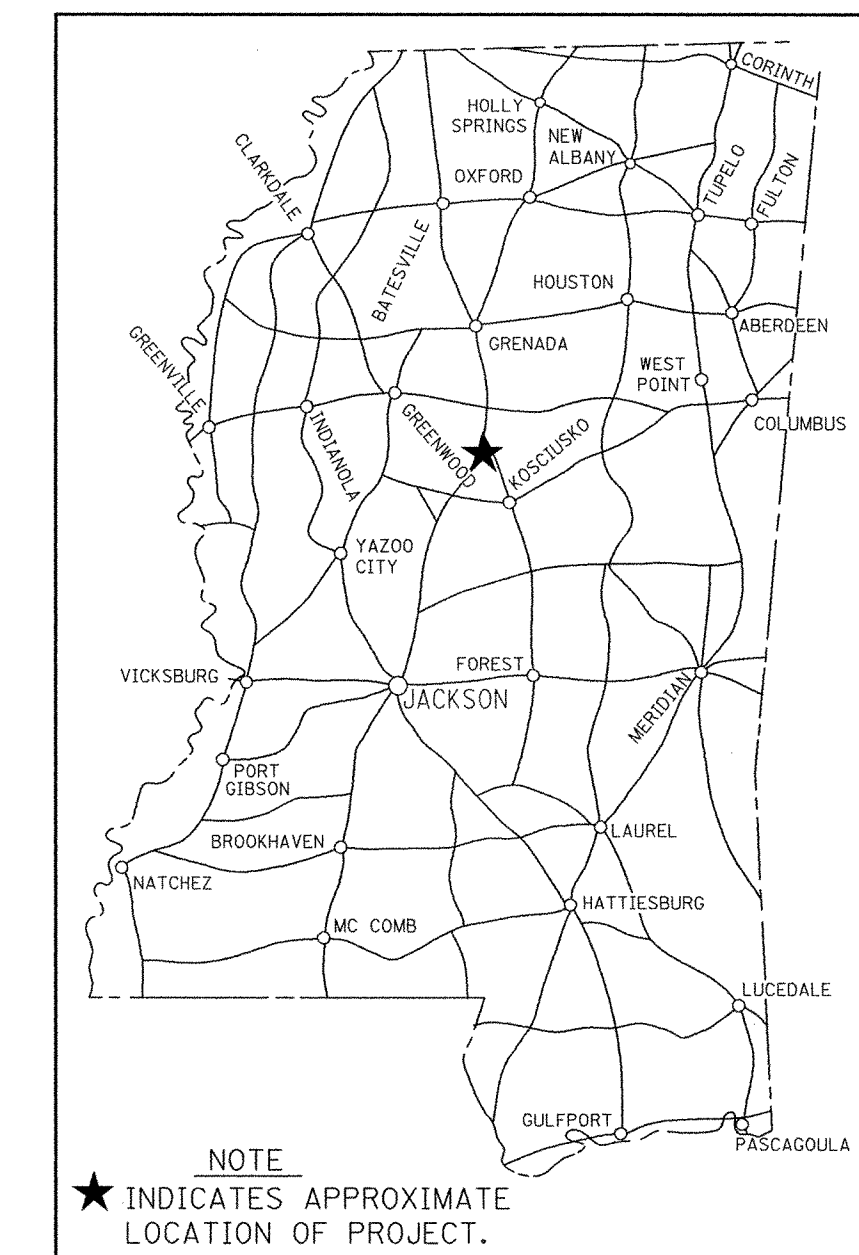 CORINTH
HOLLY
SPRINGS
NEW
ALBANY
CLARKDALE
OXFORD
TUPELO
FULTON
BATESVILLE
HOUSTON
ABERDEEN
GRENADA
GREENVILLE
WEST
POINT
COLUMBUS
INDIANOLA
GREENWOOD
KOSCIUSKO
YAZOO
CITY
VICKSBURG
FOREST
JACKSON
MERIDIAN
PORT
GIBSON
BROOKHAVEN
LAUREL
NATCHEZ
HATTIESBURG
MC COMB
LUCEDALE
GULFPORT
PASCAGOULA
NOTE
INDICATES APPROXIMATE
LOCATION OF PROJECT.